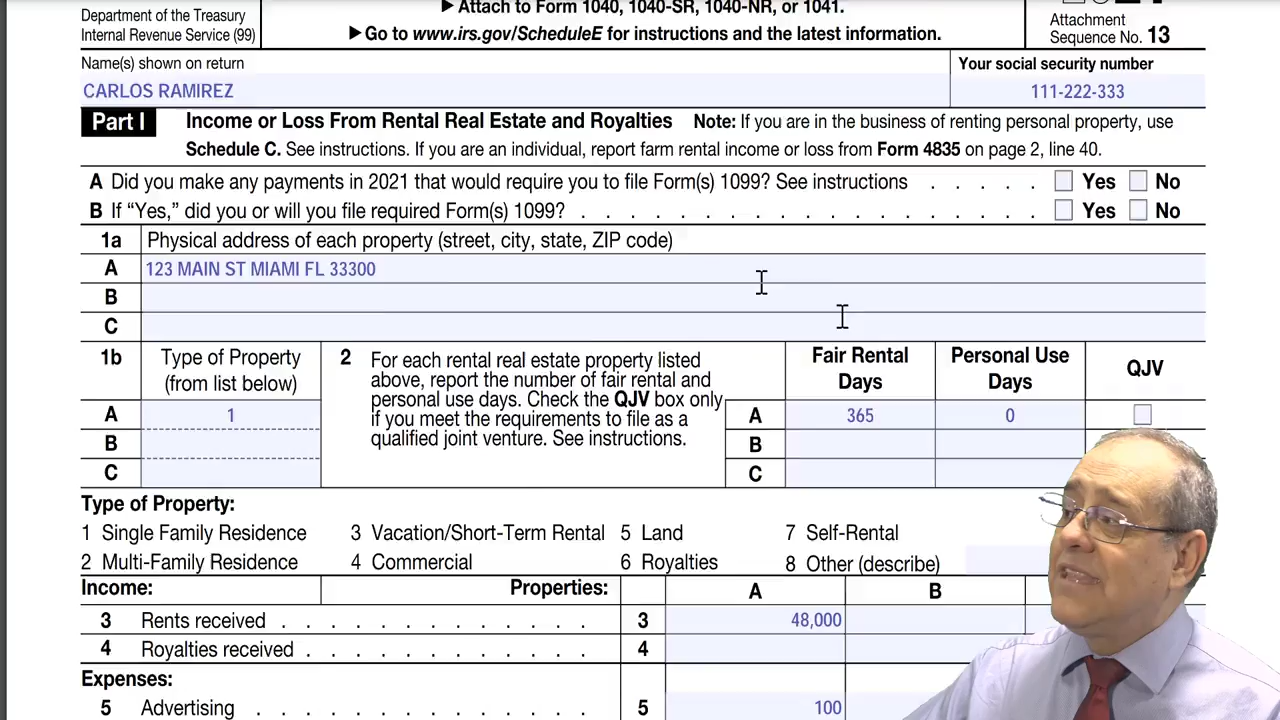 Department of the Treasury
Internal Revenue Service (99)
▶ Attach to Form 1040, 1040-SR, 1040-NR, or 1041.
▶ Go to www.irs.gov/ScheduleE for instructions and the latest information.
Attachment
Sequence No. 13
Name(s) shown on return
Your social security number
CARLOS RAMIREZ
111-222-333
Part I Income or Loss From Rental Real Estate and Royalties Note: If you are in the business of renting personal property, use
Schedule C. See instructions. If you are an individual, report farm rental income or loss from Form 4835 on page 2, line 40.
A Did you make any payments in 2021 that would require you to file Form(s) 1099? See instructions . . . . . Yes No
B If “Yes,” did you or will you file required Form(s) 1099? . . . . . . . . . . . . . . . . . . . Yes No
1a Physical address of each property (street, city, state, ZIP code)
A 123 MAIN ST MIAMI FL 33300
B
C
1b Type of Property
(from list below)
2 For each rental real estate property listed
above, report the number of fair rental and
personal use days. Check the QJV box only
if you meet the requirements to file as a
qualified joint venture. See instructions.
Fair Rental
Days
Personal Use
Days
QJV
A 1
B
C
A 365 0
B
C
Type of Property:
1 Single Family Residence 3 Vacation/Short-Term Rental 5 Land 7 Self-Rental
2 Multi-Family Residence 4 Commercial 6 Royalties 8 Other (describe)
Income: Properties: A B
3 Rents received . . . . . . . . . . . . . 3 48,000
4 Royalties received . . . . . . . . . . . . 4
Expenses:
5 Advertising . . . . . . . . . . . . . . 5 100